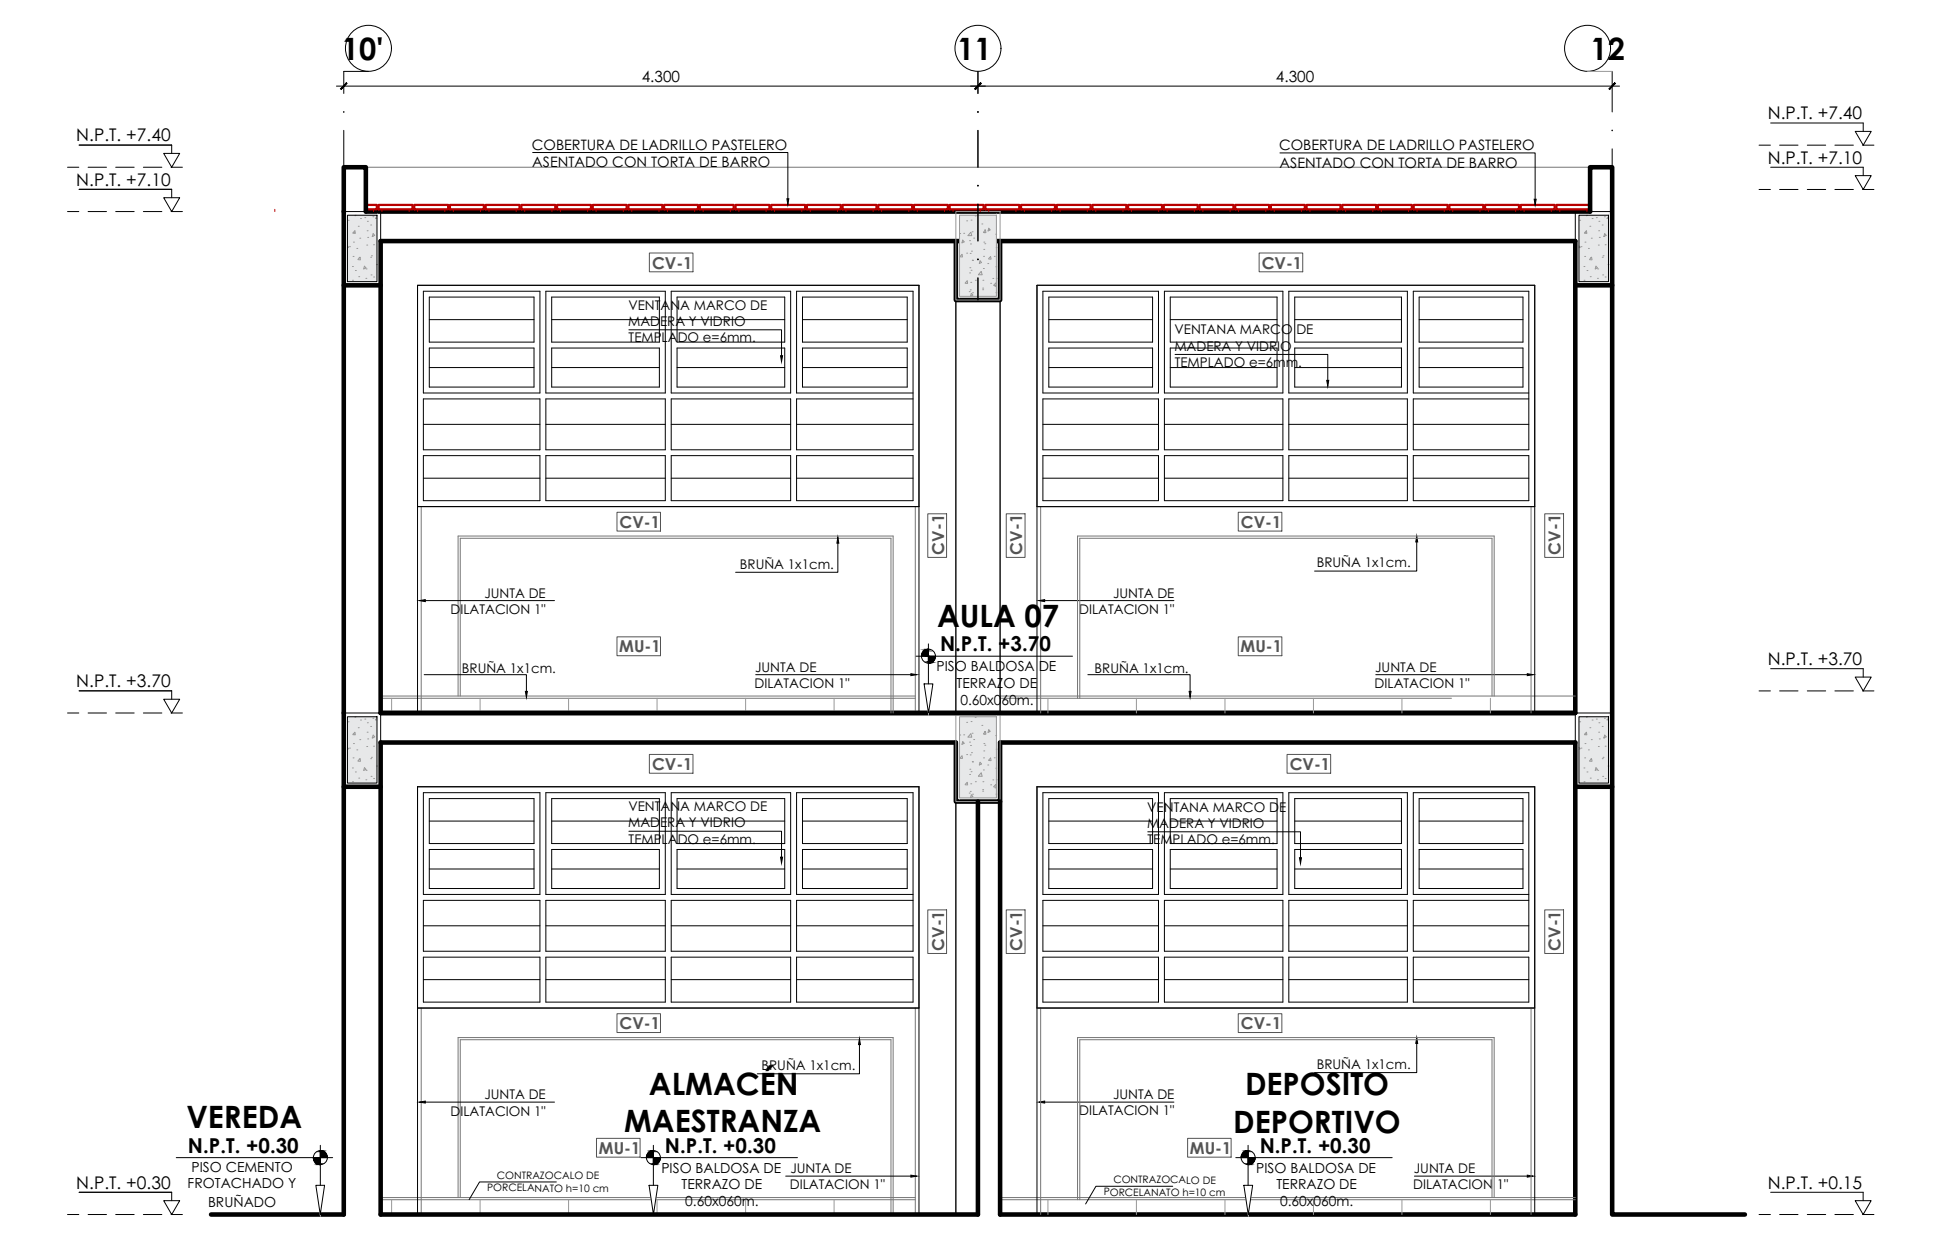 10'
11
12
4.300
4.300
N.P.T. +7.40
N.P.T. +7.40
COBERTURA DE LADRILLO PASTELERO
ASENTADO CON TORTA DE BARRO
COBERTURA DE LADRILLO PASTELERO
ASENTADO CON TORTA DE BARRO
N.P.T. +7.10
N.P.T. +7.10
CV-1
CV-1
VENTANA MARCO DE
MADERA Y VIDRIO
TEMPLADO e=6mm.
VENTANA MARCO DE
MADERA Y VIDRIO
TEMPLADO e=6mm.
CV-1
CV-1
CV-1
CV-1
CV-1
BRUÑA 1x1cm.
BRUÑA 1x1cm.
JUNTA DE
DILATACION 1"
JUNTA DE
DILATACION 1"
AULA 07
N.P.T. +3.70
PISO BALDOSA DE
TERRAZO DE
0.60x060m.
MU-1
MU-1
BRUÑA 1x1cm.
JUNTA DE
DILATACION 1"
BRUÑA 1x1cm.
JUNTA DE
DILATACION 1"
N.P.T. +3.70
N.P.T. +3.70
CV-1
CV-1
VENTANA MARCO DE
MADERA Y VIDRIO
TEMPLADO e=6mm.
VENTANA MARCO DE
MADERA Y VIDRIO
TEMPLADO e=6mm.
CV-1
CV-1
CV-1
CV-1
CV-1
BRUÑA 1x1cm.
BRUÑA 1x1cm.
JUNTA DE
DILATACION 1"
JUNTA DE
DILATACION 1"
ALMACÉN
MAESTRANZA
N.P.T. +0.30
PISO BALDOSA DE
TERRAZO DE
0.60x060m.
DEPOSITO
DEPORTIVO
N.P.T. +0.30
PISO BALDOSA DE
TERRAZO DE
0.60x060m.
MU-1
MU-1
VEREDA
N.P.T. +0.30
PISO CEMENTO
FROTACHADO Y
BRUÑADO
CONTRAZOCALO DE
PORCELANATO h=10 cm
JUNTA DE
DILATACION 1"
CONTRAZOCALO DE
PORCELANATO h=10 cm
JUNTA DE
DILATACION 1"
N.P.T. +0.30
N.P.T. +0.15